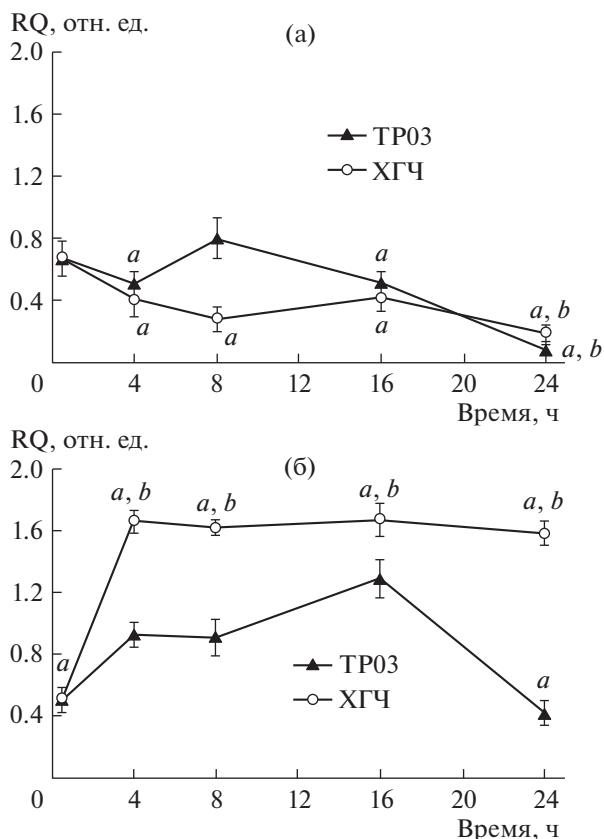 RQ, отн. ед.
(а)
2.0
1.6
1.2
0.8
0.4
ТР03
ХГЧ
a
a
a
a
a
a, b
a, b
0 4 8 12 16 20 24
Время, ч
RQ, отн. ед.
(б)
2.0
1.6
1.2
0.8
0.4
a, b
a, b
a, b
a, b
a
a
ТР03
ХГЧ
0 4 8 12 16 20 24
Время, ч